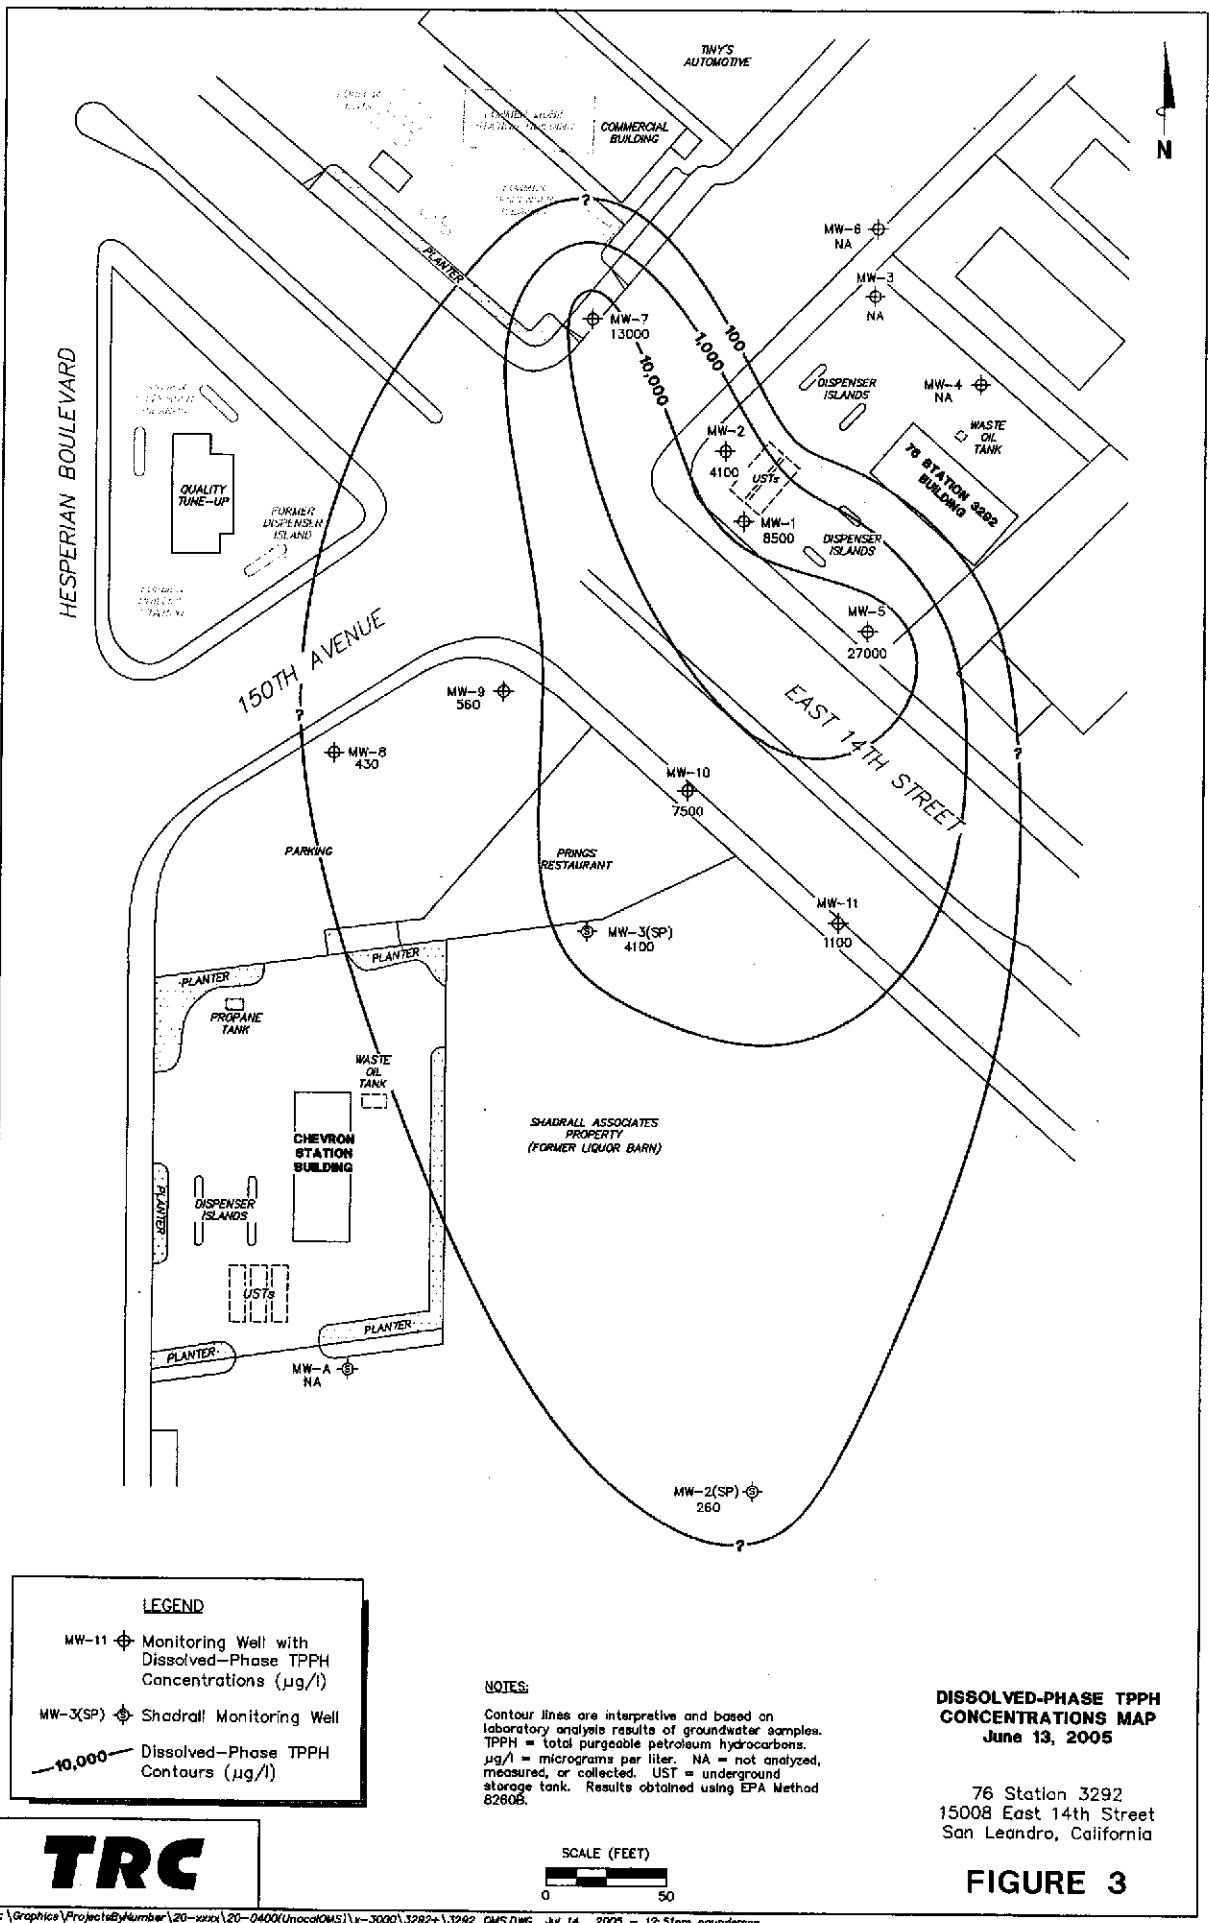 TINY'S
AUTOMOTIVE
COMMERCIAL
BUILDING
N
?
PLANTER
MW-6
NA
MW-3
NA
MW-7
13000
100
1,000
10,000
DISPENSER
ISLANDS
MW-4
NA
WASTE
OIL
TANK
MW-2
4100
USTs
76 STATION 3292
BUILDING
HESPERIAN BOULEVARD
QUALITY
TUNE-UP
FORMER
DISPENSER
ISLAND
MW-1
8500
DISPENSER
ISLANDS
MW-5
27000
150TH AVENUE
MW-9
560
?
EAST 14TH STREET
?
MW-8
430
MW-10
7500
PARKING
PRINGS
RESTAURANT
MW-11
1100
MW-3(SP)
4100
PLANTER
PLANTER
PROPANE
TANK
WASTE
OIL
TANK
SHADRALL ASSOCIATES
PROPERTY
(FORMER LIQUOR BARN)
CHEVRON
STATION
BUILDING
PLANTER
DISPENSER
ISLANDS
USTs
PLANTER
PLANTER
MW-A
NA
MW-2(SP)
260
?
LEGEND
MW-11 Monitoring Well with
Dissolved-Phase TPPH
Concentrations (µg/l)
MW-3(SP) Shadrall Monitoring Well
10,000 Dissolved-Phase TPPH
Contours (µg/l)
NOTES:
Contour lines are interpretive and based on
laboratory analysis results of groundwater samples.
TPPH = total purgeable petroleum hydrocarbons.
µg/l = micrograms per liter. NA = not analyzed,
measured, or collected. UST = underground
storage tank. Results obtained using EPA Method
8260B.
SCALE (FEET)
0 50
DISSOLVED-PHASE TPPH
CONCENTRATIONS MAP
June 13, 2005
76 Station 3292
15008 East 14th Street
San Leandro, California
FIGURE 3
TRC